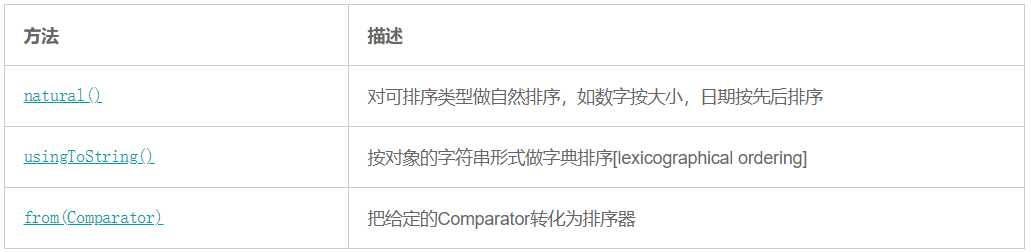 方法 描述
natural() 对可排序类型做自然排序，如数字按大小，日期按先后排序
usingToString() 按对象的字符串形式做字典排序[lexicographical ordering]
from(Comparator) 把给定的Comparator转化为排序器